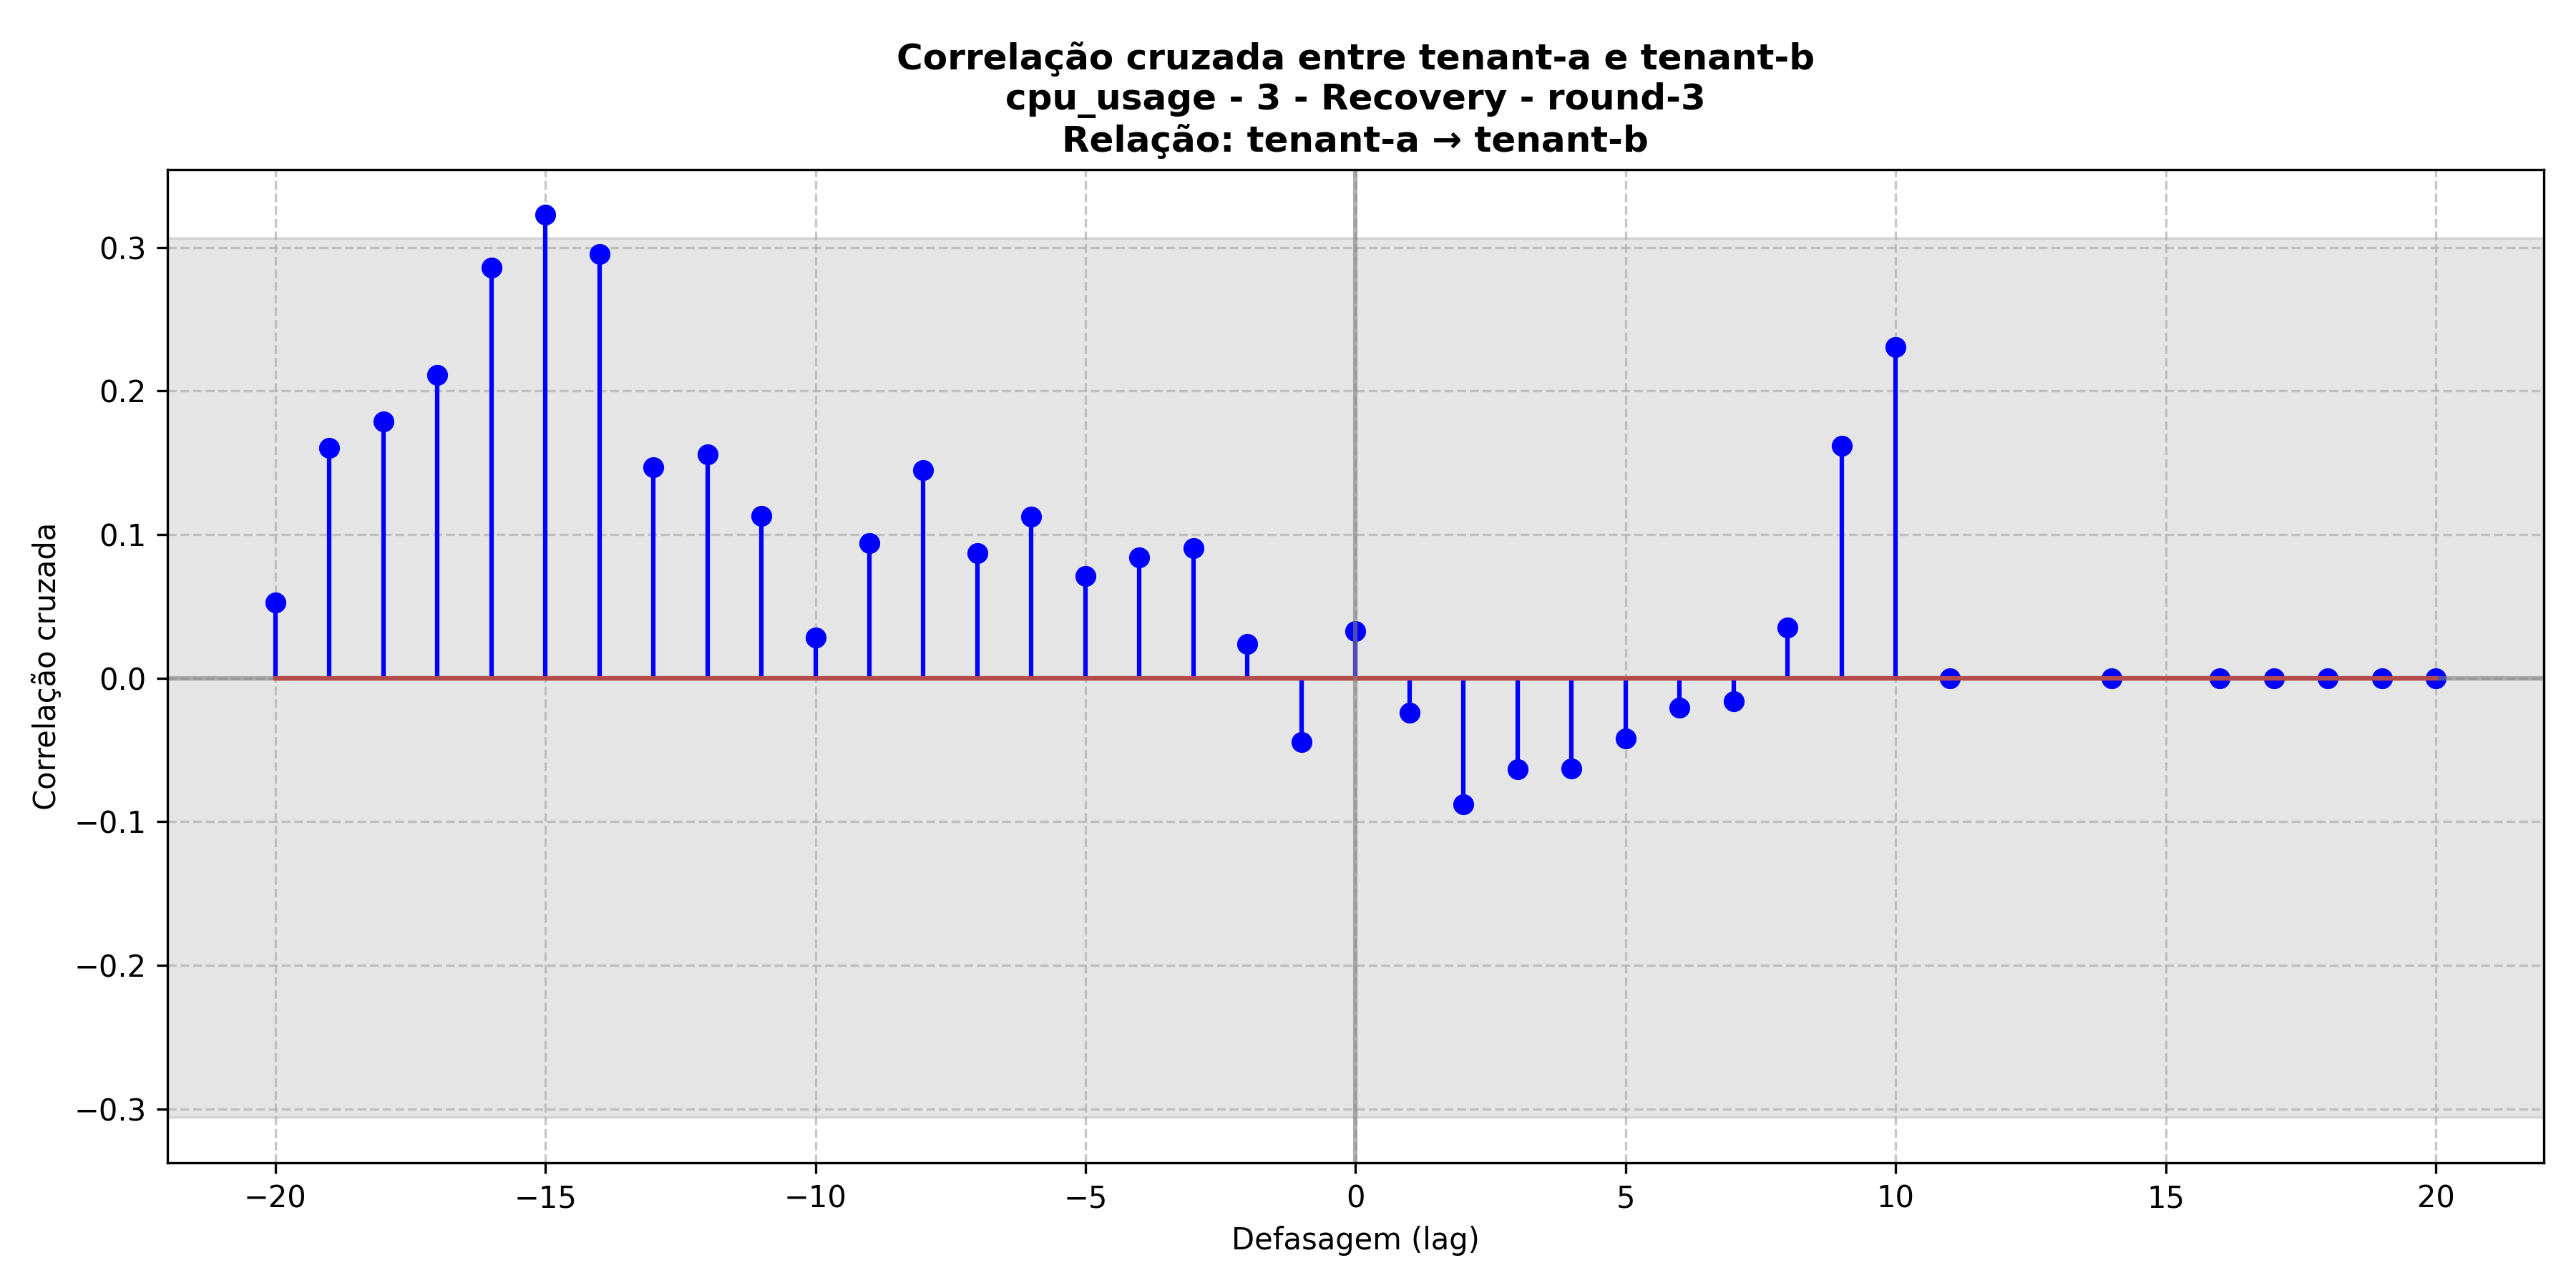 Correlação cruzada entre tenant-a e tenant-b
cpu_usage - 3 - Recovery - round-3
Relação: tenant-a → tenant-b
Correlação cruzada
0.3
0.2
0.1
0.0
−0.1
−0.2
−0.3
−20 −15 −10 −5 0 5 10 15 20
Defasagem (lag)